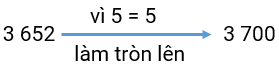 vì 5 = 5
3 652 3 700
làm tròn lên